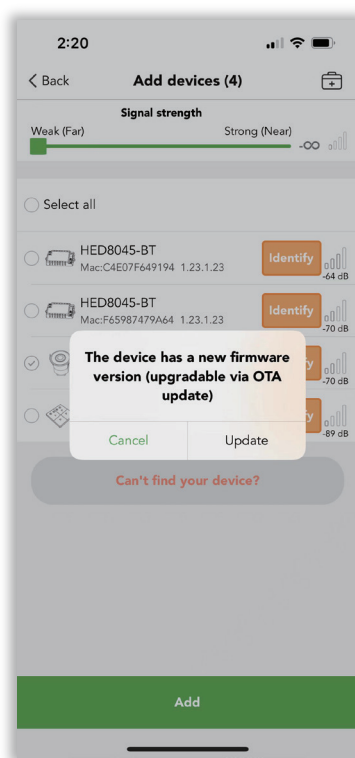 2:20
Back
Add devices (4)
Signal strength
Weak (Far)
Strong (Near)
-∞
Select all
HED8045-BT
Mac:C4E07F649194 1.23.1.23
Identify
-64 dB
HED8045-BT
Mac:F65987479A64 1.23.1.23
Identify
-70 dB
The device has a new firmware
version (upgradable via OTA
update)
-70 dB
Cancel
Update
-89 dB
Can't find your device?
Add